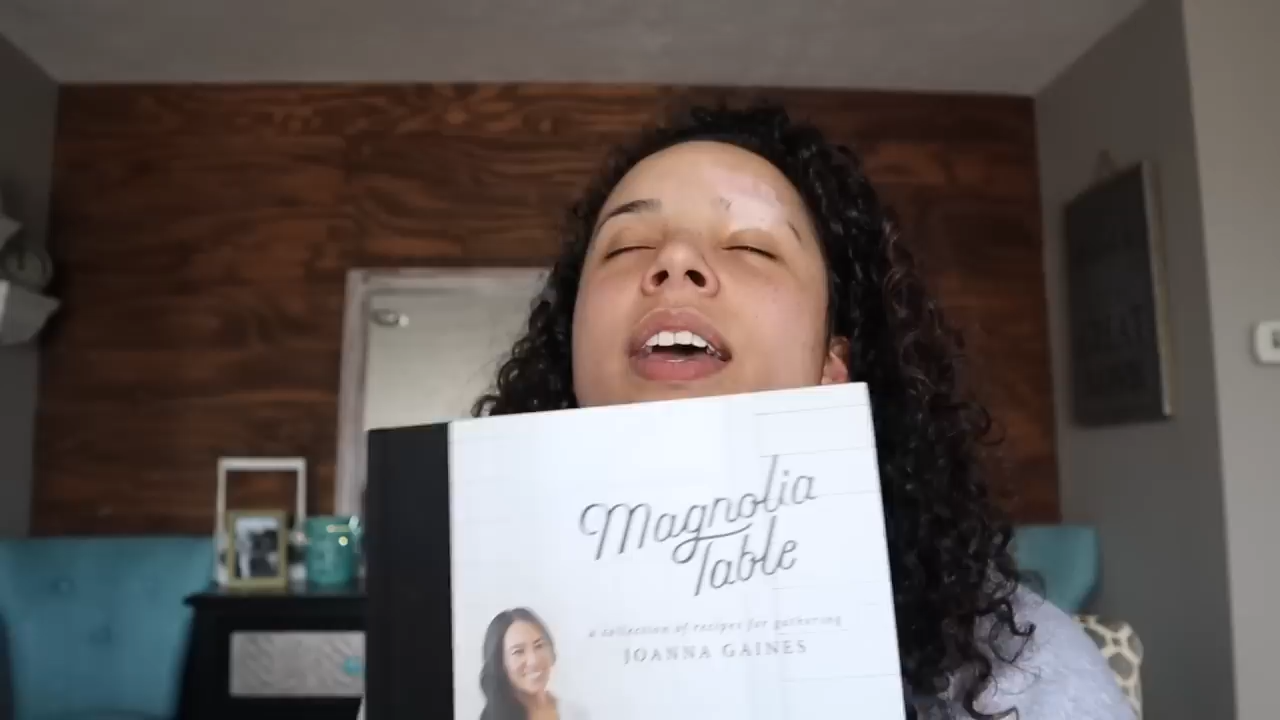 Magnolia
Table
a collection of recipes for gathering
JOANNA GAINES